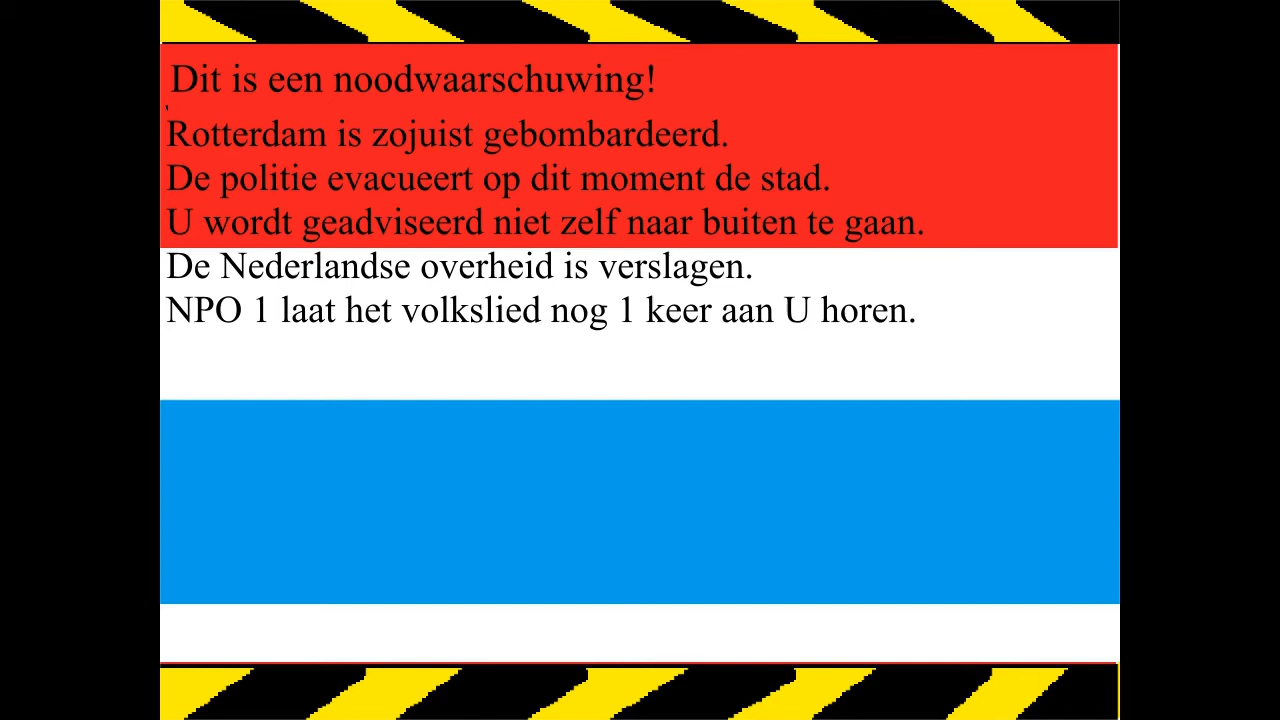 Dit is een noodwaarschuwing!
Rotterdam is zojuist gebombardeerd.
De politie evacueert op dit moment de stad.
U wordt geadviseerd niet zelf naar buiten te gaan.
De Nederlandse overheid is verslagen.
NPO 1 laat het volkslied nog 1 keer aan U horen.